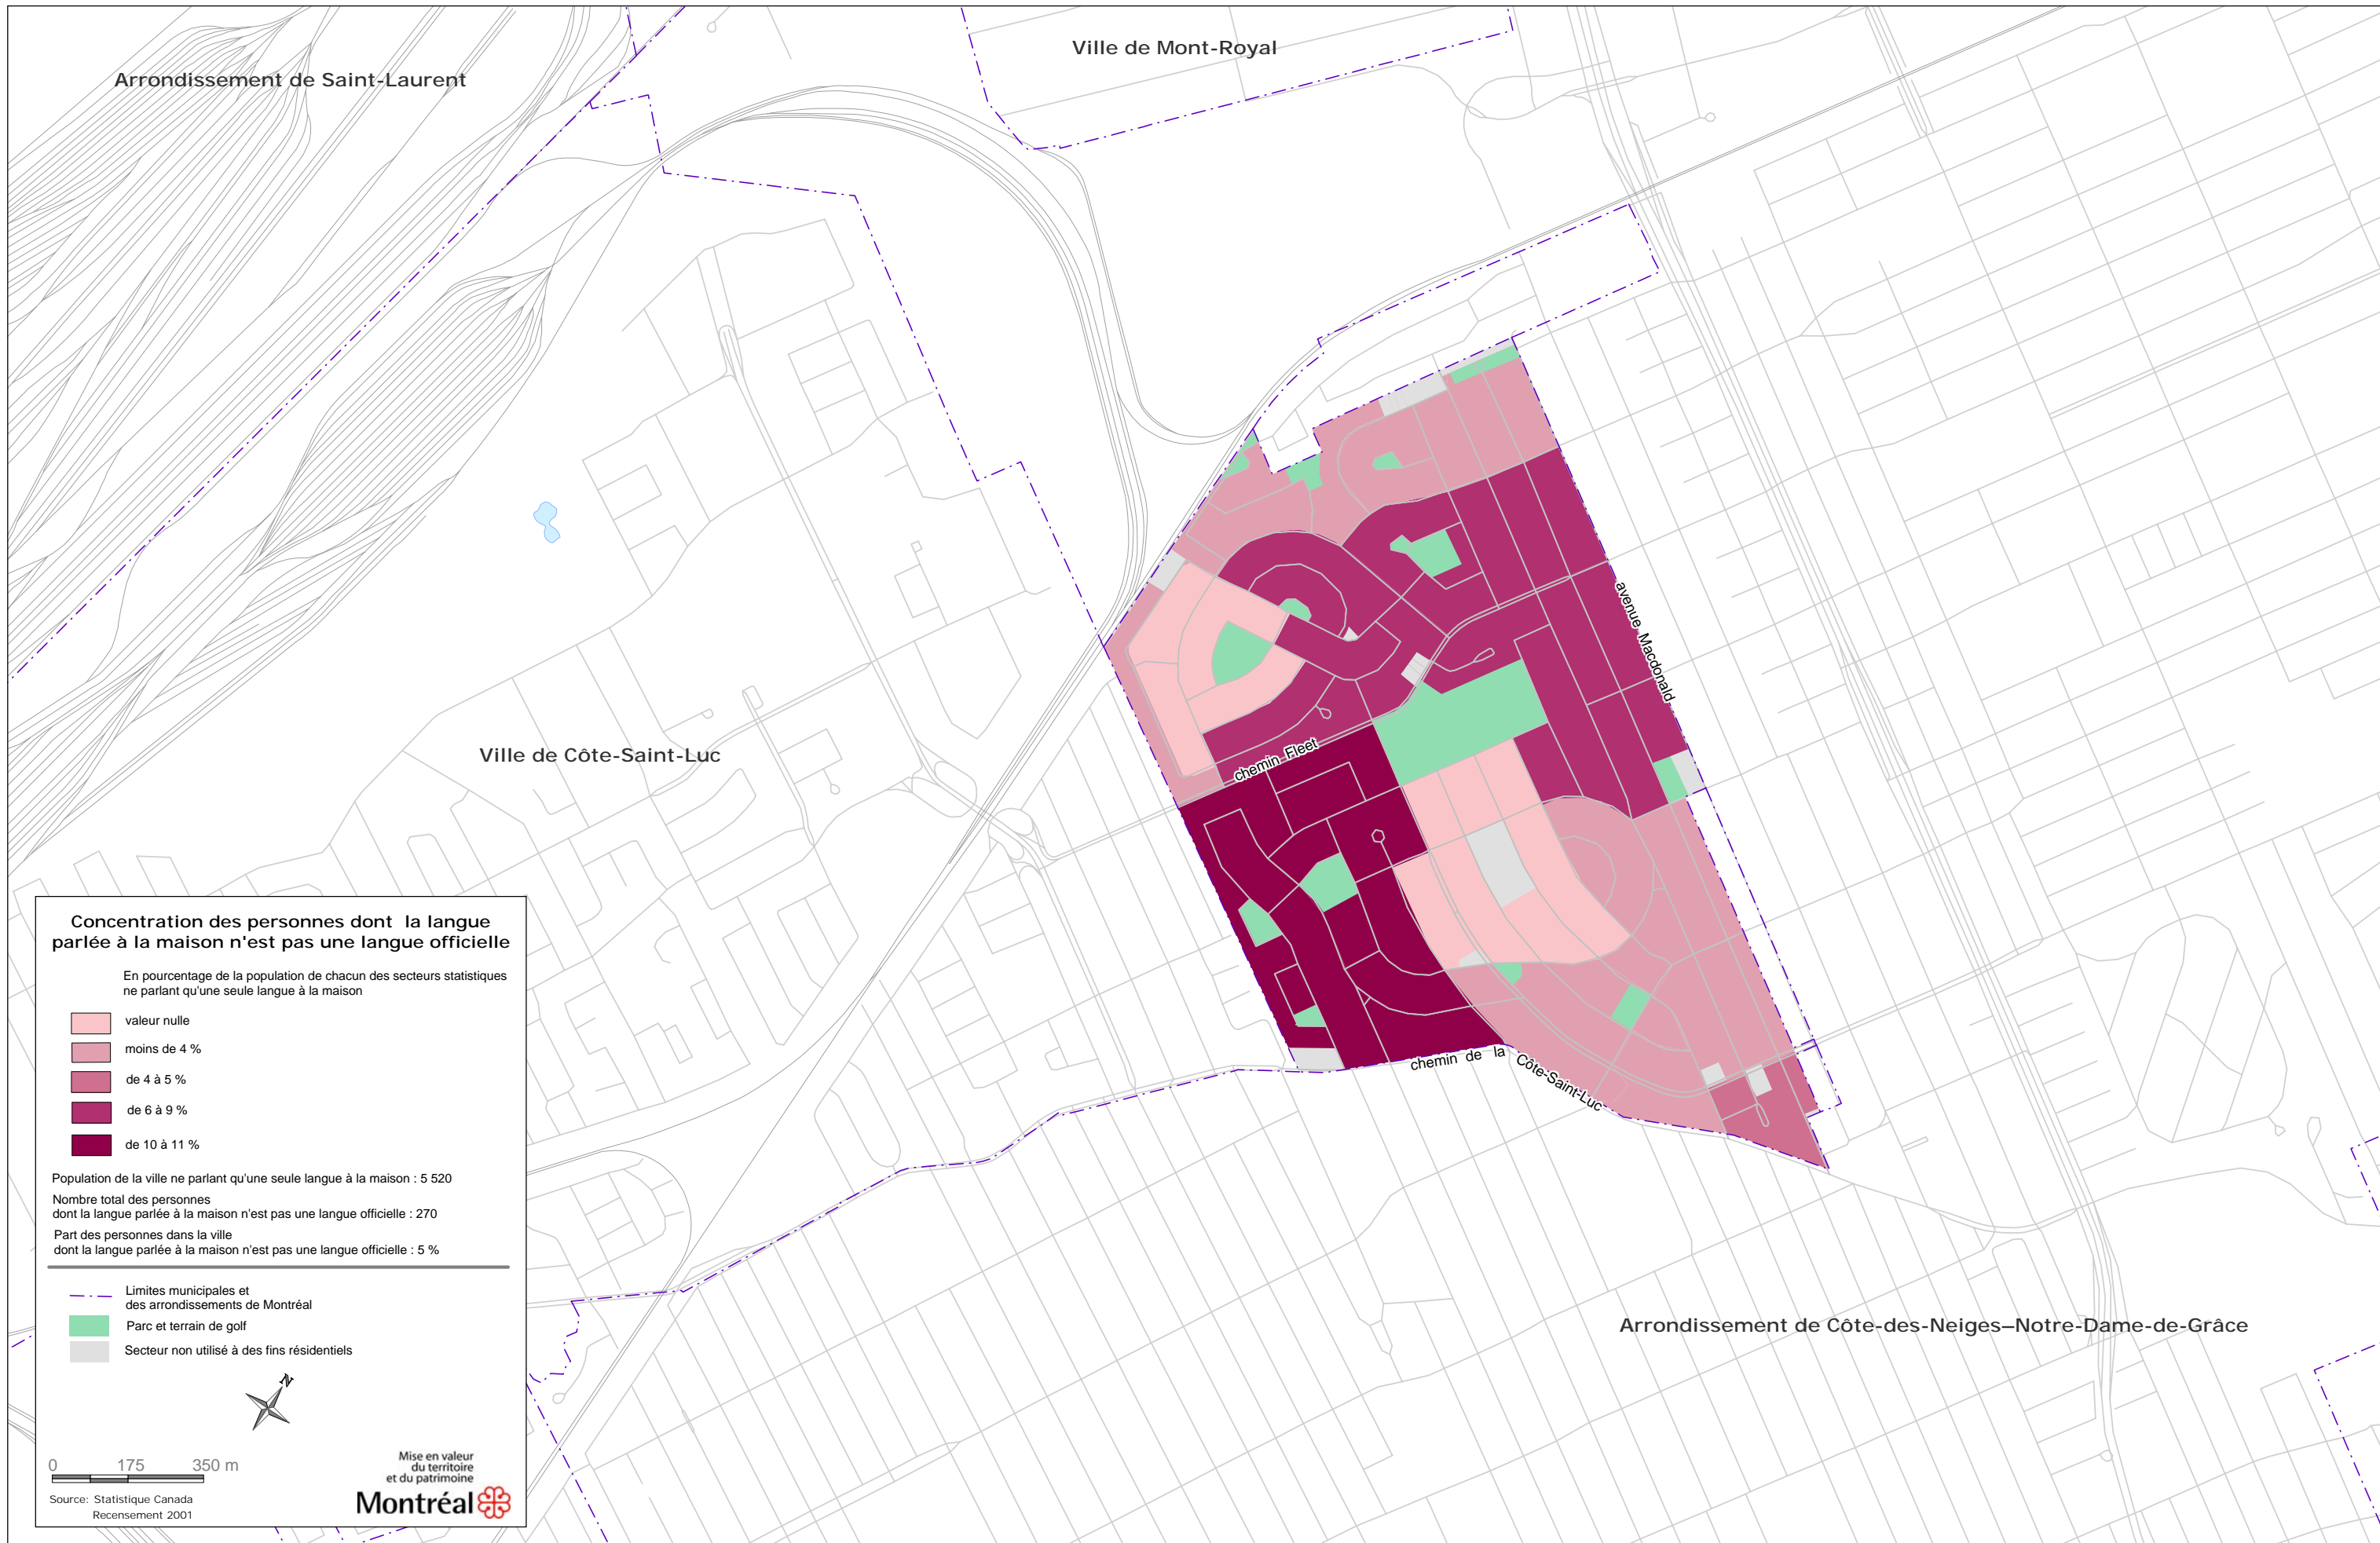 Arrondissement de Saint-Laurent
Ville de Mont-Royal
Ville de Côte-Saint-Luc
avenue Macdonald
chemin Fleet
chemin de la Côte-Saint-Luc
Arrondissement de Côte-des-Neiges–Notre-Dame-de-Grâce
Concentration des personnes dont la langue
parlée à la maison n'est pas une langue officielle
En pourcentage de la population de chacun des secteurs statistiques
ne parlant qu'une seule langue à la maison
valeur nulle
moins de 4 %
de 4 à 5 %
de 6 à 9 %
de 10 à 11 %
Population de la ville ne parlant qu'une seule langue à la maison : 5 520
Nombre total des personnes
dont la langue parlée à la maison n'est pas une langue officielle : 270
Part des personnes dans la ville
dont la langue parlée à la maison n'est pas une langue officielle : 5 %
Limites municipales et
des arrondissements de Montréal
Parc et terrain de golf
Secteur non utilisé à des fins résidentiels
N
0 175 350 m
Source: Statistique Canada
Recensement 2001
Mise en valeur
du territoire
et du patrimoine
Montréal